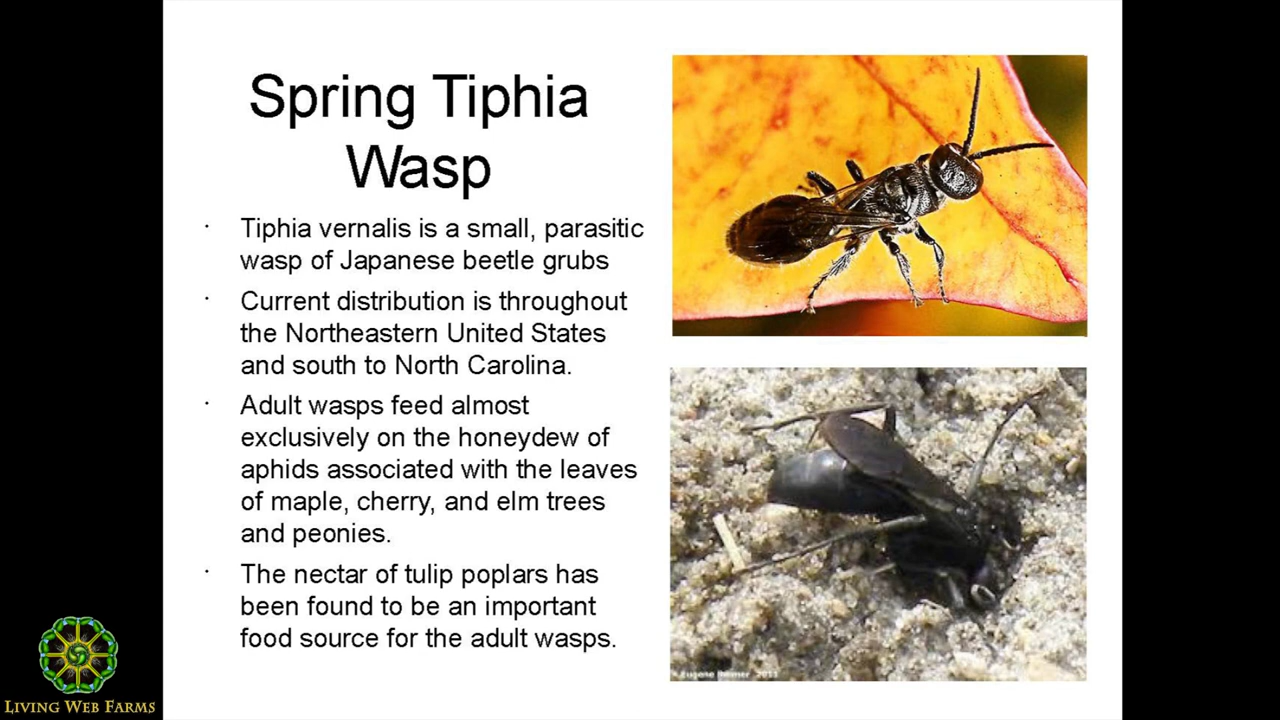 Spring Tiphia
Wasp
· Tiphia vernalis is a small, parasitic
wasp of Japanese beetle grubs
· Current distribution is throughout
the Northeastern United States
and south to North Carolina.
· Adult wasps feed almost
exclusively on the honeydew of
aphids associated with the leaves
of maple, cherry, and elm trees
and peonies.
· The nectar of tulip poplars has
been found to be an important
food source for the adult wasps.
Eugene Reimer 2011
LIVING WEB FARMS